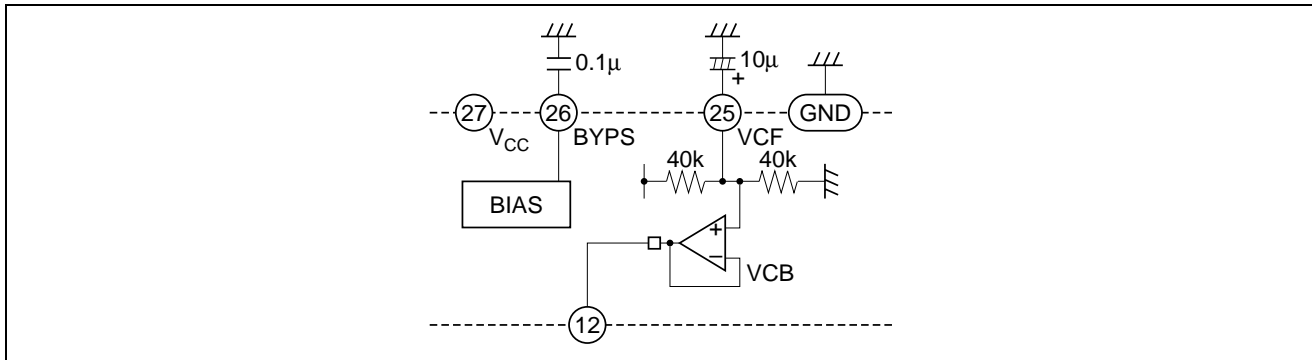 0.1μ
10μ
+
27
26
25
GND
VCC
BYPS
VCF
40k
40k
BIAS
+
−
VCB
12